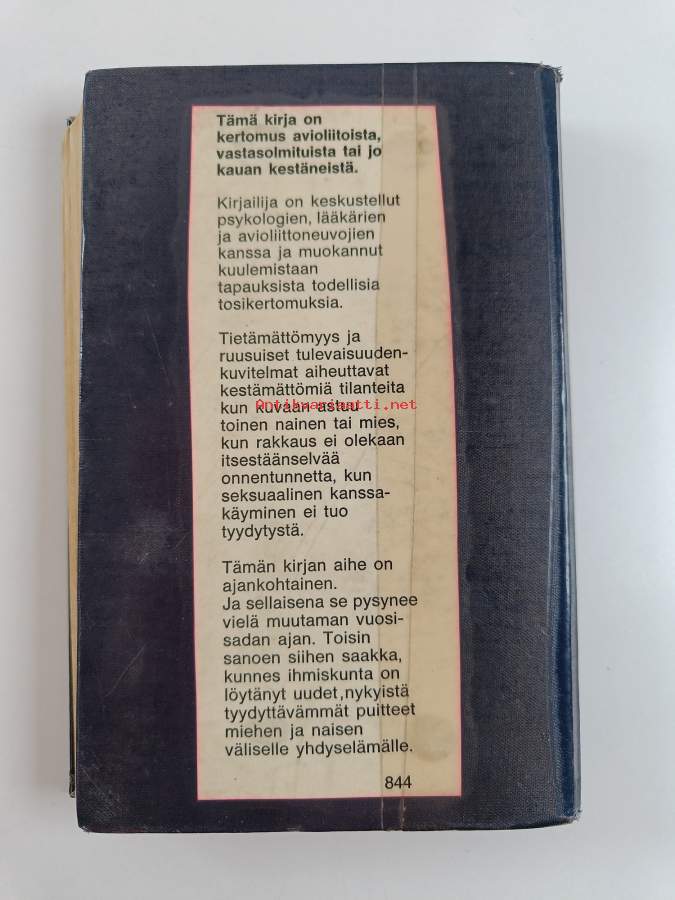 Tämä kirja on
kertomus avioliitoista,
vastasolmituista tai jo
kauan kestäneistä.
Kirjailija on keskustellut
psykologien, lääkärien
ja avioliittoneuvojien
kanssa ja muokannut
kuulemistaan
tapauksista todellisia
tosikertomuksia.
Tietämättömyys ja
ruusuiset tulevaisuuden-
kuvitelmat aiheuttavat
kestämättömiä tilanteita
kun kuvaan astuu
Antikvariaatti.net
toinen nainen tai mies,
kun rakkaus ei olekaan
itsestäänselvää
onnentunnetta, kun
seksuaalinen kanssa-
käyminen ei tuo
tyydytystä.
Tämän kirjan aihe on
ajankohtainen.
Ja sellaisena se pysynee
vielä muutaman vuosi-
sadan ajan. Toisin
sanoen siihen saakka,
kunnes ihmiskunta on
löytänyt uudet,nykyistä
tyydyttävämmät puitteet
miehen ja naisen
väliselle yhdyselämälle.
844